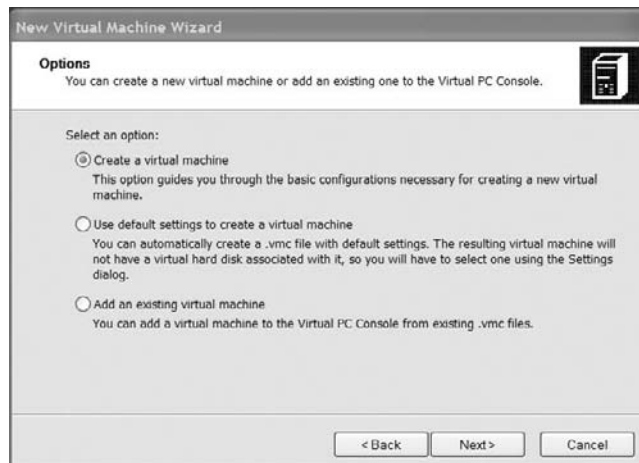 New Virtual Machine Wizard
Options
You can create a new virtual machine or add an existing one to the Virtual PC Console.
Select an option:
Create a virtual machine
This option guides you through the basic configurations necessary for creating a new virtual
machine.
Use default settings to create a virtual machine
You can automatically create a .vmc file with default settings. The resulting virtual machine will
not have a virtual hard disk associated with it, so you will have to select one using the Settings
dialog.
Add an existing virtual machine
You can add a virtual machine to the Virtual PC Console from existing .vmc files.
< Back Next > Cancel